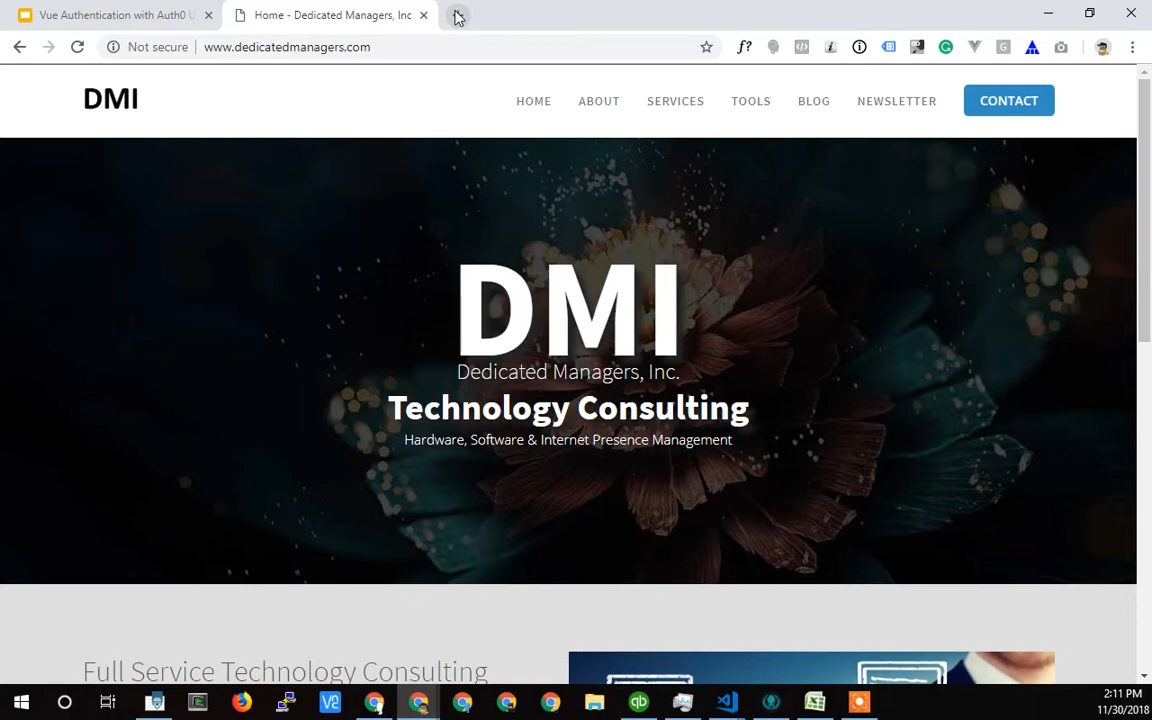 Vue Authentication with Auth0 U
Home - Dedicated Managers, Inc
Not secure
www.dedicatedmanagers.com
f?
DMI
HOME
ABOUT
SERVICES
TOOLS
BLOG
NEWSLETTER
CONTACT
DMI
Dedicated Managers, Inc.
Technology Consulting
Hardware, Software & Internet Presence Management
Full Service Technology Consulting
2:11 PM
11/30/2018